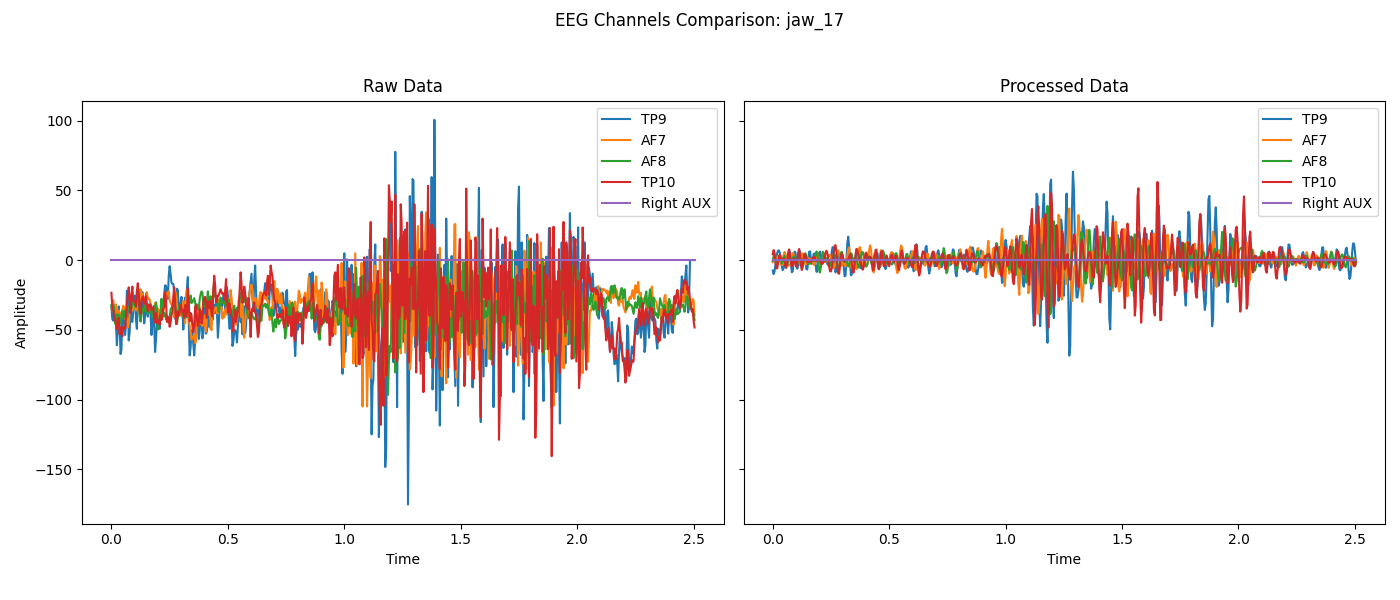 EEG Channels Comparison: jaw_17
Raw Data
Processed Data
TP9
AF7
AF8
TP10
Right AUX
TP9
AF7
AF8
TP10
Right AUX
100
50
0
−50
−100
−150
Amplitude
0.0 0.5 1.0 1.5 2.0 2.5
0.0 0.5 1.0 1.5 2.0 2.5
Time
Time